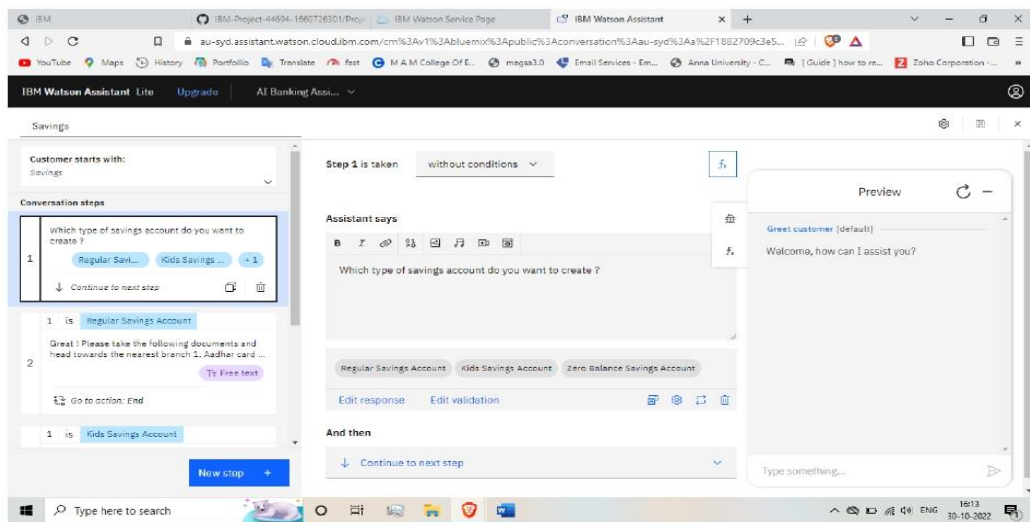 IBM
IBM-Project-44694-1660726301/Proje
IBM Watson Service Page
IBM Watson Assistant
au-syd.assistant.watson.cloud.ibm.com/crn%3Av1%3Abluemix%3Apublic%3Aconversation%3Aau-syd%3Aa%2F1882709c3e5...
YouTube
Maps
History
Portfollio
Translate
fast
M A M College Of E...
magsa3.0
Email Services - Em...
Anna University - C...
[ Guide ] how to re...
Zoho Corporation -...
IBM Watson Assistant Lite
Upgrade
AI Banking Assi...
Savings
Customer starts with:
Savings
Conversation steps
1
Which type of savings account do you want to
create ?
Regular Savi...
Kids Savings ...
+ 1
Continue to next step
1 is Regular Savings Account
2
Great ! Please take the following documents and
head towards the nearest branch 1. Aadhar card ...
Free text
Go to action: End
1 is Kids Savings Account
New step +
Step 1 is taken
without conditions
fx
Assistant says
B I
Which type of savings account do you want to create ?
Regular Savings Account
Kids Savings Account
Zero Balance Savings Account
Edit response
Edit validation
And then
Continue to next step
fx
Preview
Greet customer [default]
Welcome, how can I assist you?
Type something...
Type here to search
ENG
16:13
30-10-2022